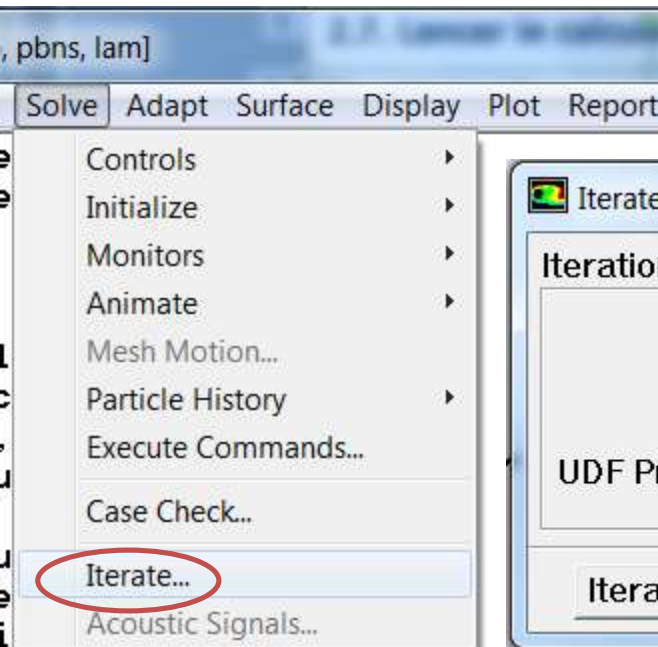 , pbns, lam]
Solve Adapt Surface Display Plot Report
Controls
Initialize
Monitors
Animate
Mesh Motion...
Particle History
Execute Commands...
Case Check...
Iterate...
Acoustic Signals...
Iterate
Iteratio
UDF Pr
Itera